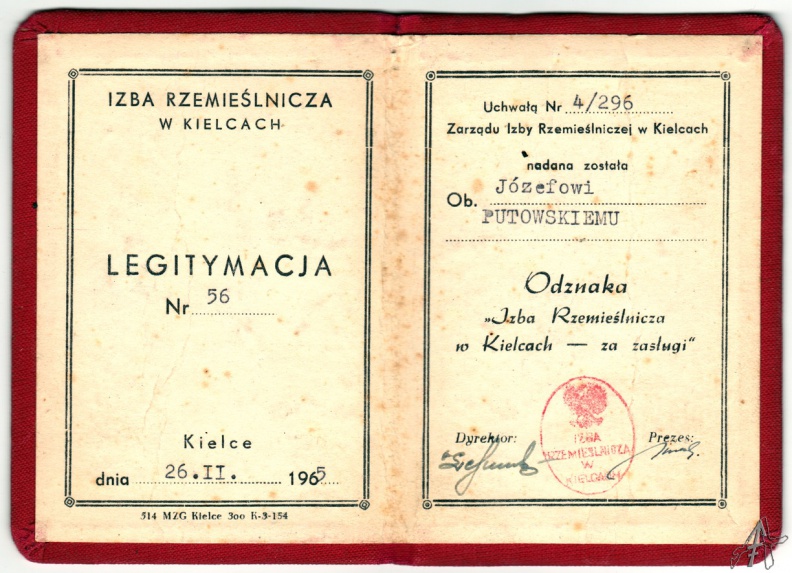 IZBA RZEMIEŚLNICZA
W KIELCACH
LEGITYMACJA
Nr 56
Kielce
dnia 26.II. 1965
514 MZG Kielce 3oo K-3-154
Uchwałą Nr 4/296
Zarządu Izby Rzemieślniczej w Kielcach
nadana została
Ob. Józefowi
PUTOWSKIEMU
Odznaka
„Izba Rzemieślnicza
w Kielcach — za zasługi"
Dyrektor:
Prezes:
IZBA
RZEMIEŚLNICZA
W
KIELCACH